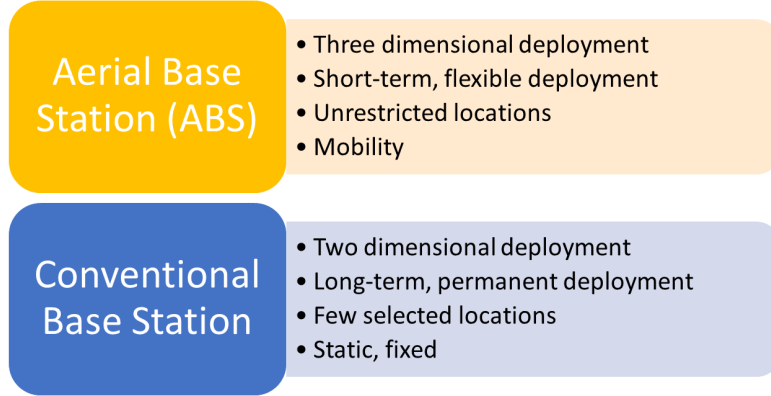 Aerial Base
Station (ABS)
• Three dimensional deployment
• Short-term, flexible deployment
• Unrestricted locations
• Mobility
Conventional
Base Station
• Two dimensional deployment
• Long-term, permanent deployment
• Few selected locations
• Static, fixed